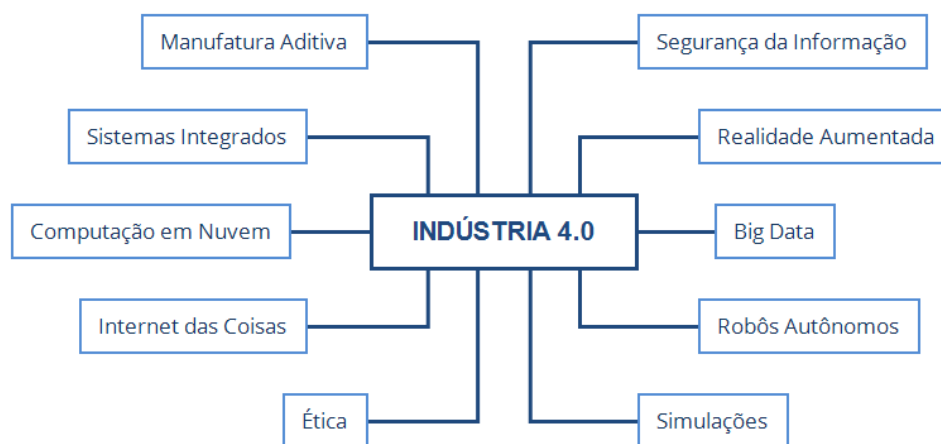 Manufatura Aditiva
Segurança da Informação
Sistemas Integrados
Realidade Aumentada
Computação em Nuvem
INDÚSTRIA 4.0
Big Data
Internet das Coisas
Robôs Autônomos
Ética
Simulações